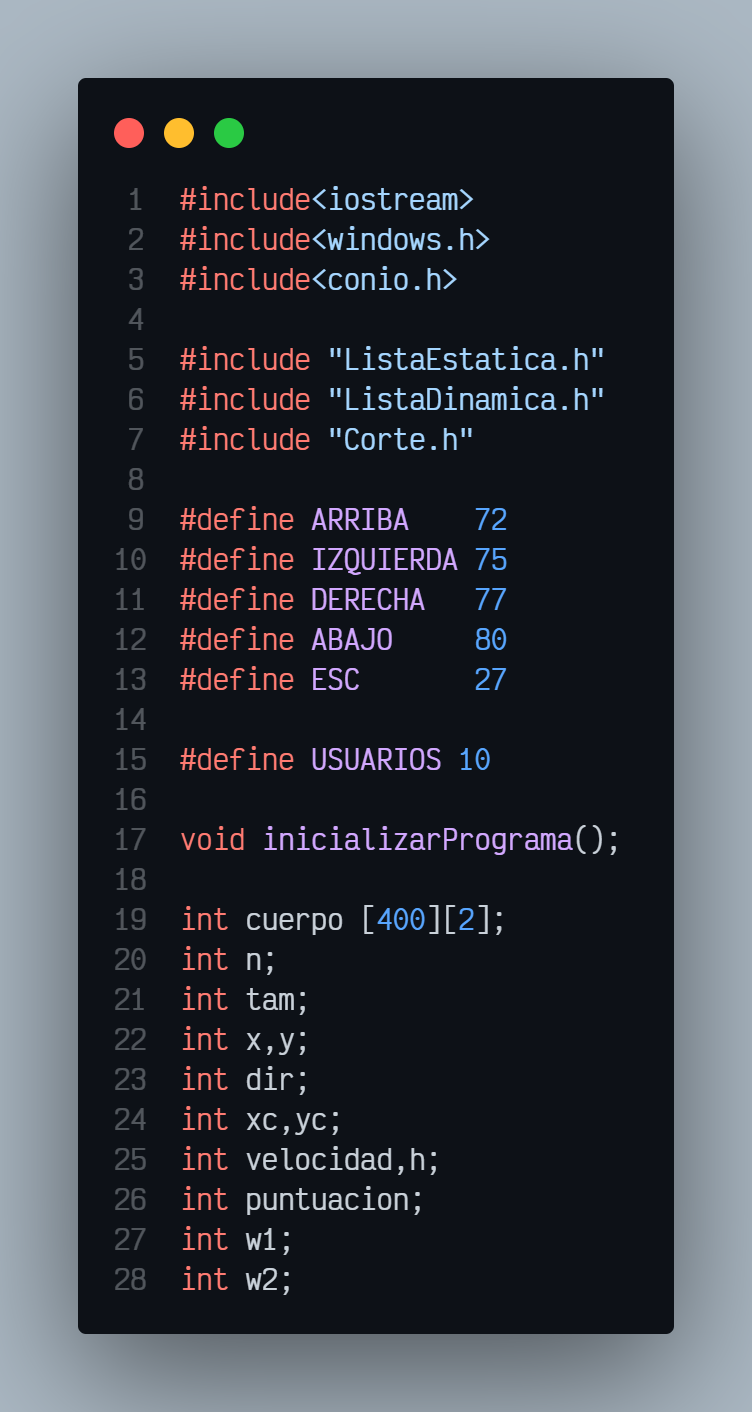 1 #include<iostream>
2 #include<windows.h>
3 #include<conio.h>
4
5 #include "ListaEstatica.h"
6 #include "ListaDinamica.h"
7 #include "Corte.h"
8
9 #define ARRIBA    72
10 #define IZQUIERDA 75
11 #define DERECHA   77
12 #define ABAJO     80
13 #define ESC       27
14
15 #define USUARIOS 10
16
17 void inicializarPrograma();
18
19 int cuerpo [400][2];
20 int n;
21 int tam;
22 int x,y;
23 int dir;
24 int xc,yc;
25 int velocidad,h;
26 int puntuacion;
27 int w1;
28 int w2;